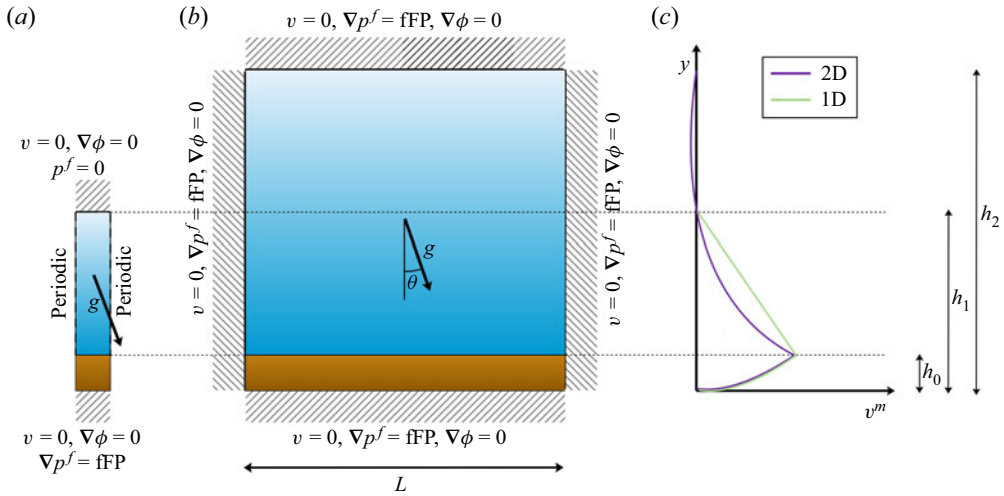 (a)
v = 0, ∇ϕ = 0
p^f = 0
Periodic
Periodic
g
v = 0, ∇ϕ = 0
∇p^f = fFP
(b)
v = 0, ∇p^f = fFP, ∇ϕ = 0
v = 0, ∇p^f = fFP, ∇ϕ = 0
g
θ
v = 0, ∇p^f = fFP, ∇ϕ = 0
v = 0, ∇p^f = fFP, ∇ϕ = 0
L
(c)
y
2D
1D
v^m
h_0
h_1
h_2